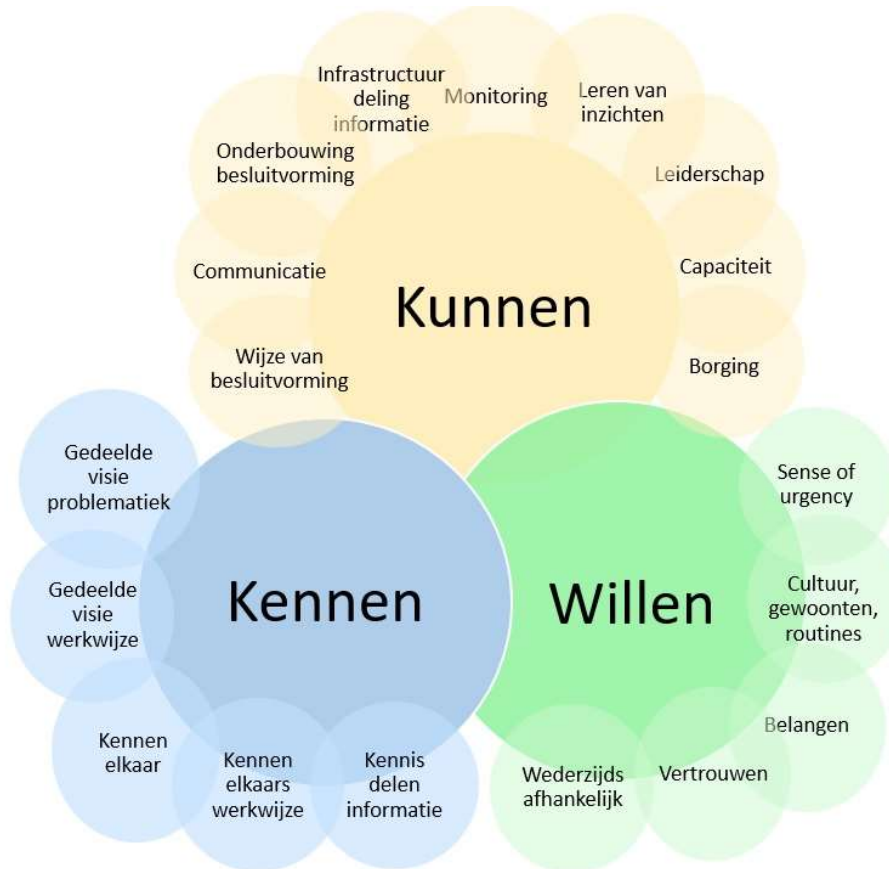 Infrastructuur
deling
informatie
Monitoring
Leren van
inzichten
Onderbouwing
besluitvorming
Leiderschap
Communicatie
Capaciteit
Kunnen
Wijze van
besluitvorming
Borging
Gedeelde
visie
problematiek
Sense of
urgency
Gedeelde
visie
werkwijze
Kennen
Willen
Cultuur,
gewoonten,
routines
Kennen
elkaar
Kennen
elkaars
werkwijze
Kennis
delen
informatie
Wederzijds
afhankelijk
Vertrouwen
Belangen